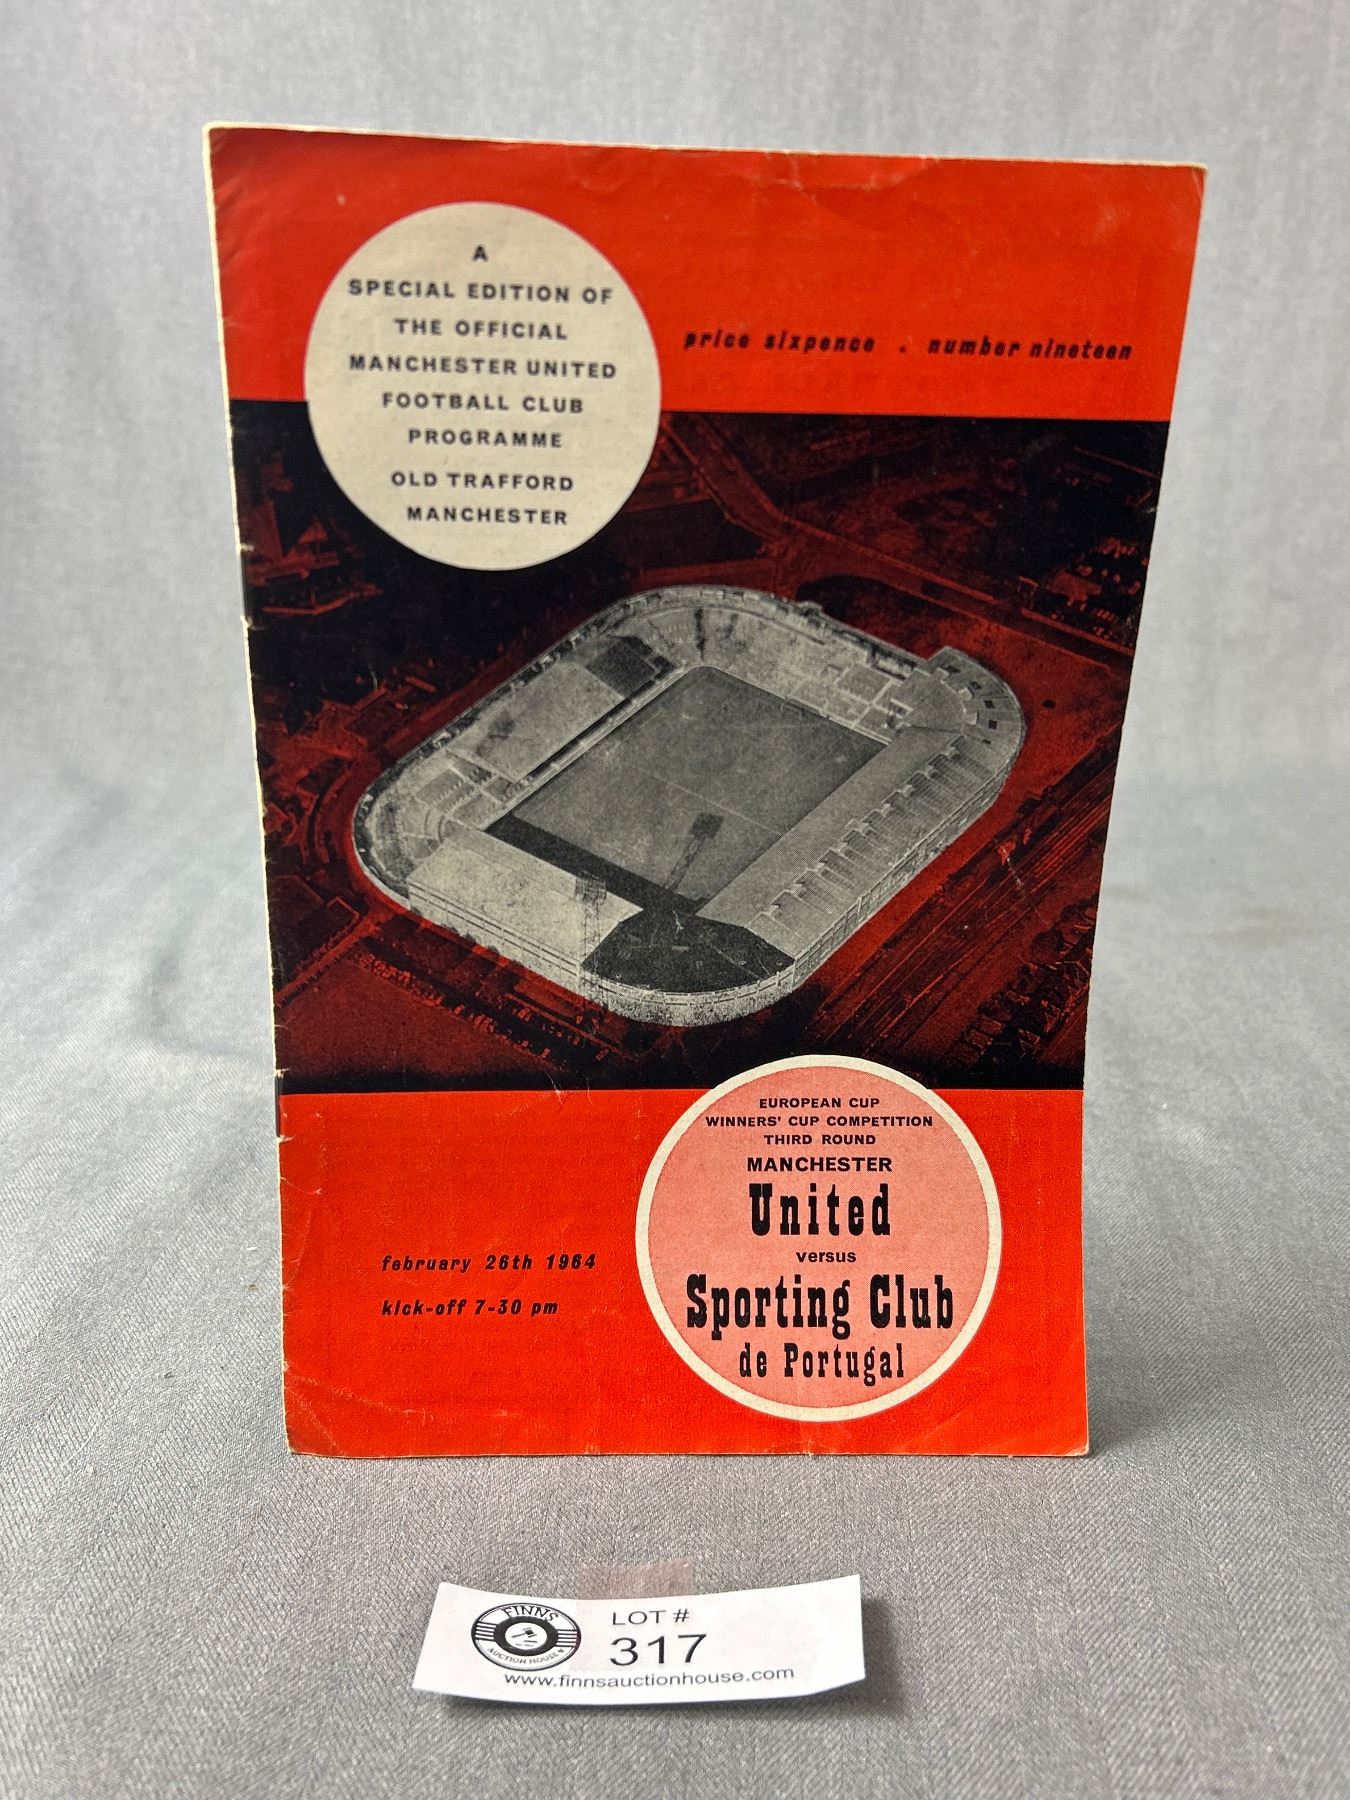 A
SPECIAL EDITION OF
THE OFFICIAL
MANCHESTER UNITED
FOOTBALL CLUB
PROGRAMME
OLD TRAFFORD
MANCHESTER
price sixpence . number nineteen
EUROPEAN CUP
WINNERS' CUP COMPETITION
THIRD ROUND
MANCHESTER
United
versus
Sporting Club
de Portugal
february 26th 1964
kick-off 7-30 pm
FINNS
AUCTION HOUSE
LOT #
317
www.finnsauctionhouse.com